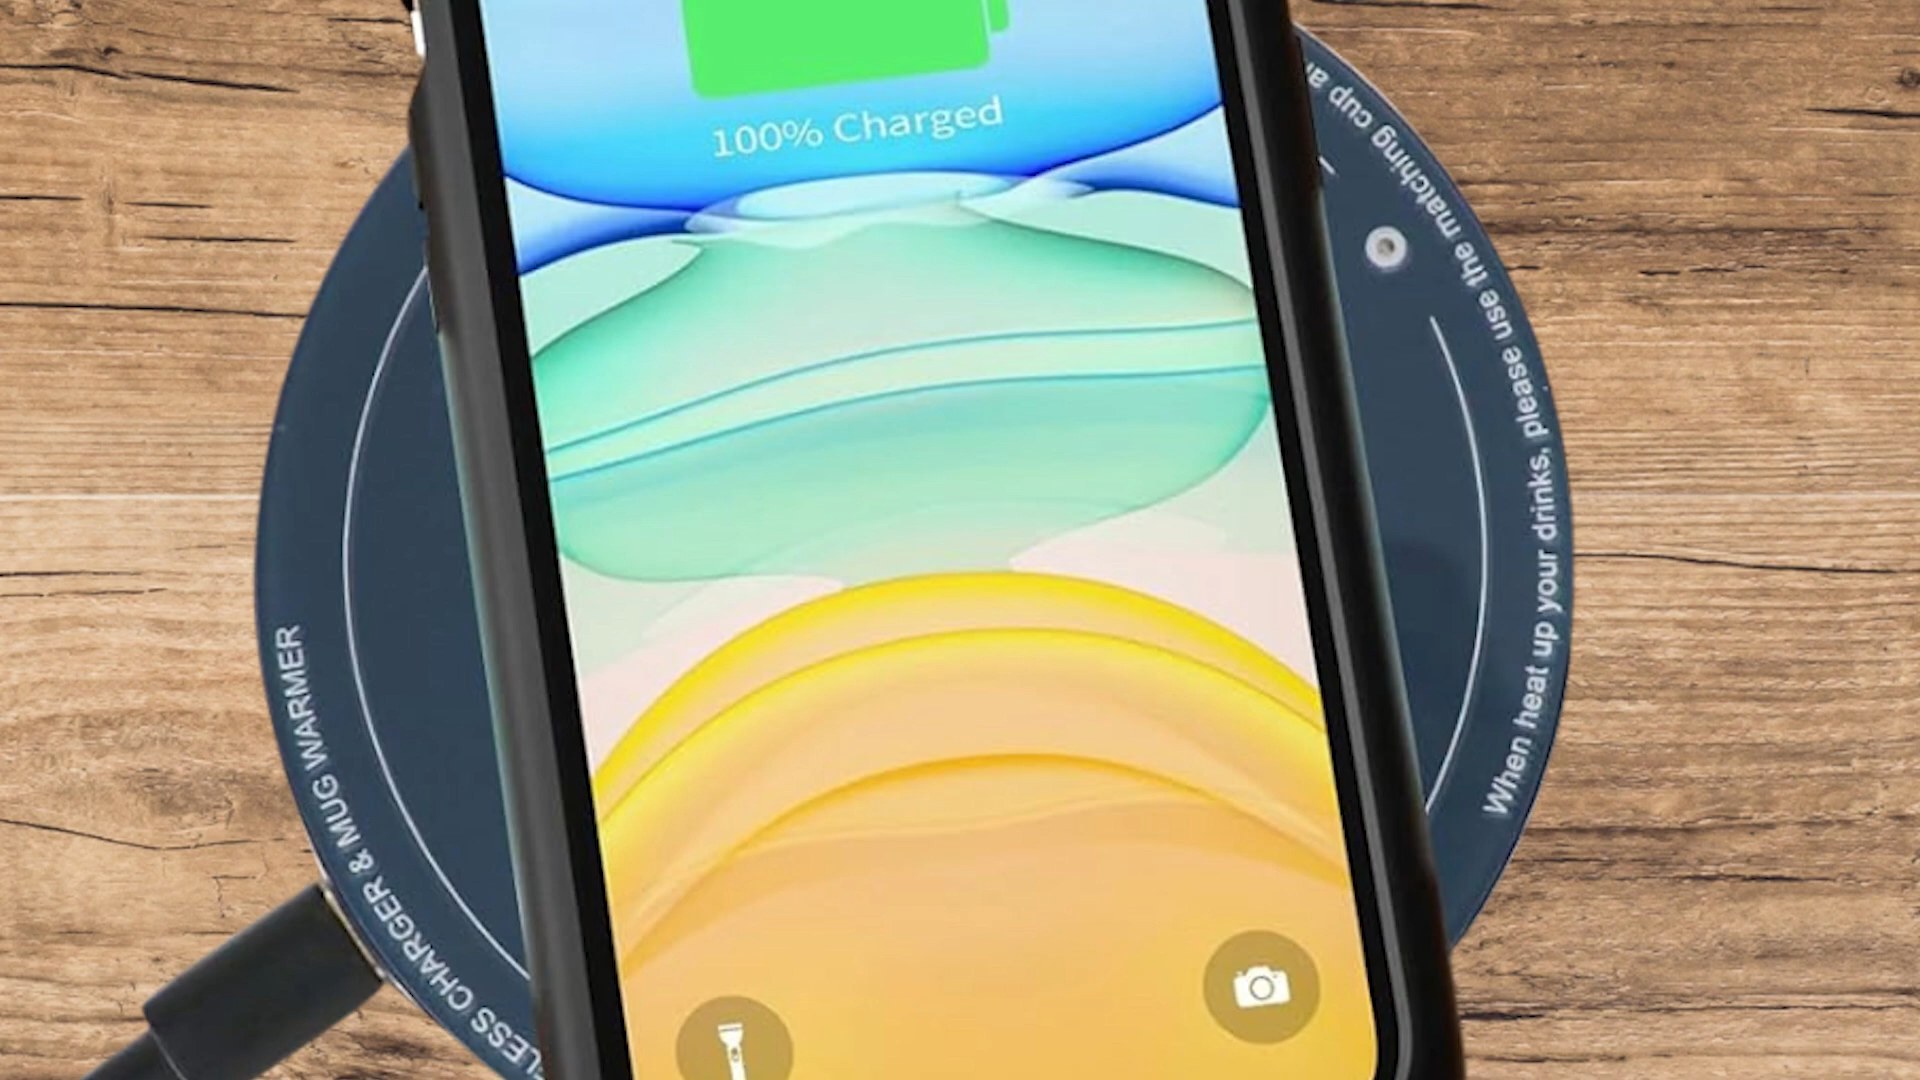 100% Charged
When heat up your drinks, please use the matching cup
CHARGER & MUG WARMER